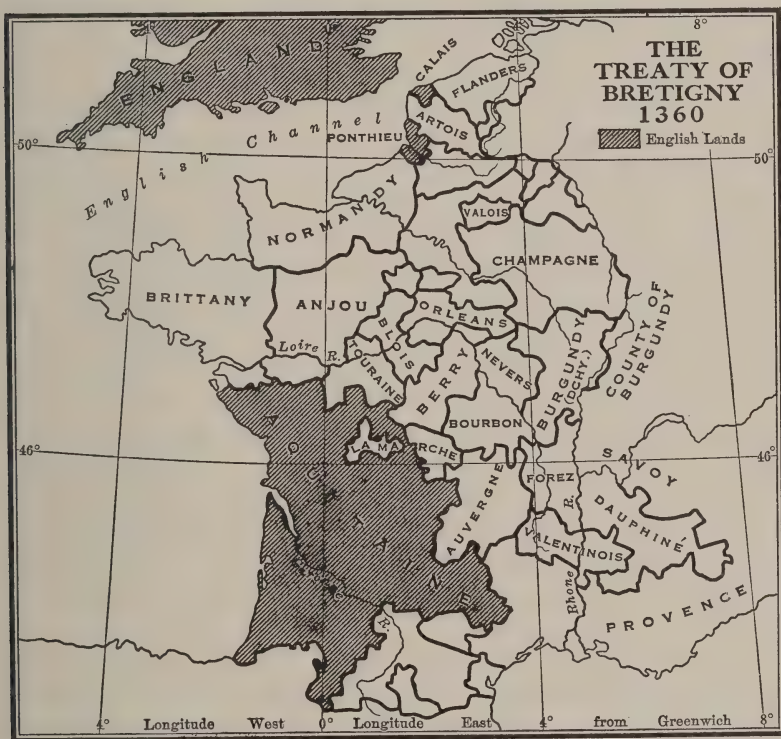 THE
TREATY OF
BRETIGNY
1360
English Lands
8°
ENGLAND
CALAIS
FLANDERS
English Channel
PONTHIEU
ARTOIS
50°
50°
NORMANDY
VALOIS
CHAMPAGNE
BRITTANY
ANJOU
ORLEANS
BLOIS
Loire R.
TOURAINE
BERRY
NEVERS
BURGUNDY
(DCHY.)
COUNTY OF
BURGUNDY
BOURBON
46°
LA MARCHE
46°
SAVOY
AQUITAINE
AUVERGNE
FOREZ
R.
DAUPHINÉ
VALENTINOIS
Rhone
PROVENCE
R.
4° Longitude West 0° Longitude East 4° from Greenwich 8°